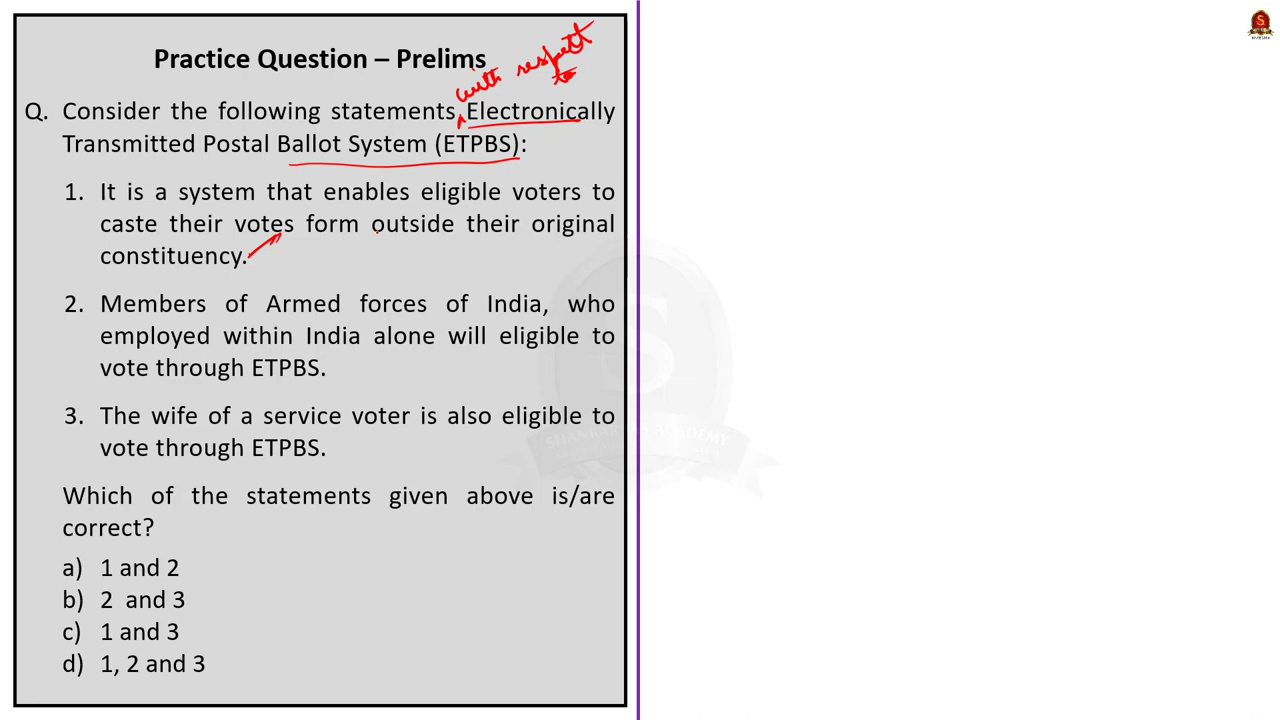 Practice Question – Prelims
with respect
to
Q. Consider the following statements Electronically
Transmitted Postal Ballot System (ETPBS):
1. It is a system that enables eligible voters to
caste their votes form outside their original
constituency.
2. Members of Armed forces of India, who
employed within India alone will eligible to
vote through ETPBS.
3. The wife of a service voter is also eligible to
vote through ETPBS.
Which of the statements given above is/are
correct?
a) 1 and 2
b) 2 and 3
c) 1 and 3
d) 1, 2 and 3